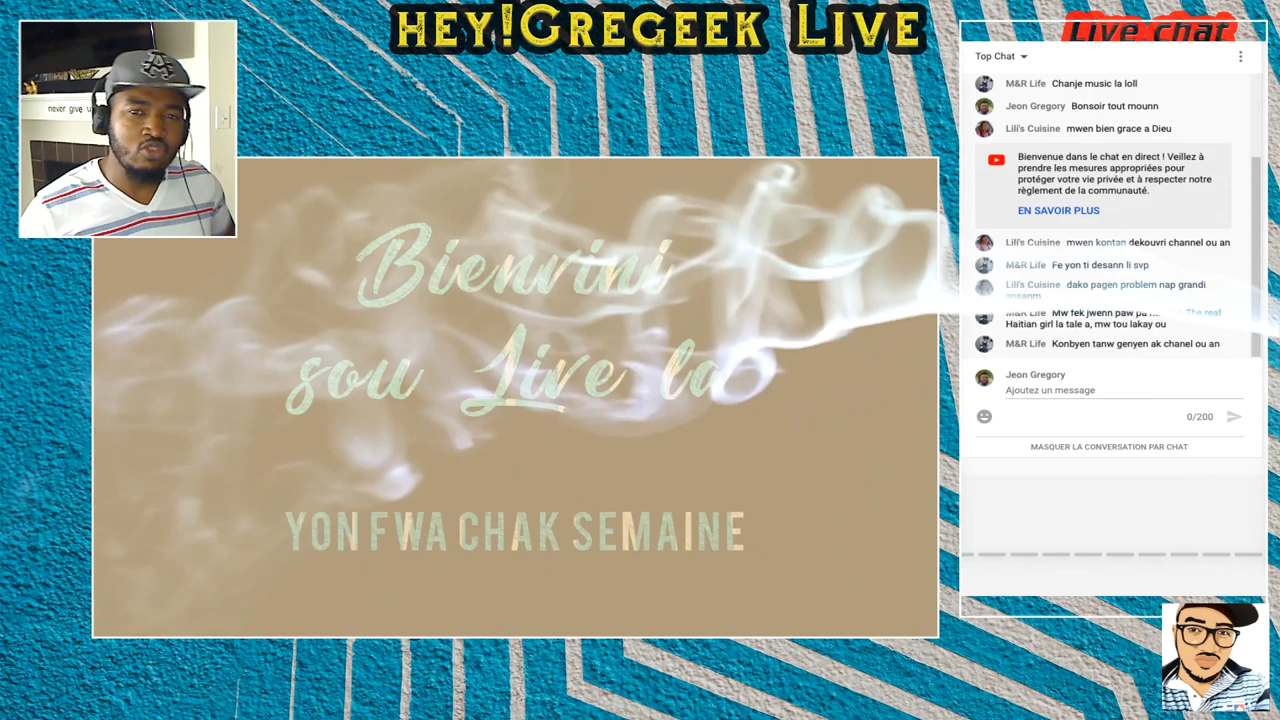 HEY!GREGEEK LIVE
Live chat
never give u
Top Chat
M&R Life Chanje music la loll
Jeon Gregory Bonsoir tout mounn
Lili's Cuisine mwen bien grace a Dieu
Bienvenue dans le chat en direct ! Veillez à
prendre les mesures appropriées pour
protéger votre vie privée et à respecter notre
règlement de la communauté.
EN SAVOIR PLUS
Lili's Cuisine mwen kontan dekouvri channel ou an
M&R Life Fe yon ti desann li svp
Lili's Cuisine dako pagen problem nap grandi
ansanm
M&R Life Mw fek jwenn paw The real
Haitian girl la tale a, mw tou lakay ou
M&R Life Konbyen tanw genyen ak chanel ou an
Jeon Gregory
Ajoutez un message
0/200
MASQUER LA CONVERSATION PAR CHAT
Bienvini
sou Live la
YON FWA CHAK SEMAINE